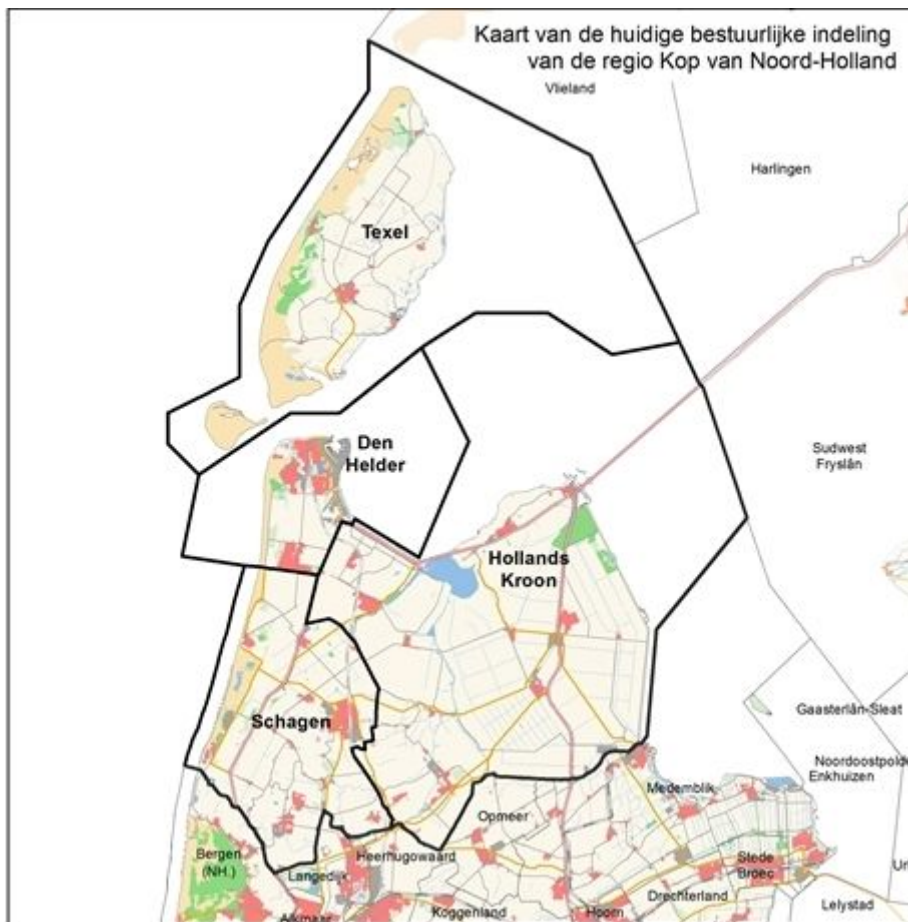 Kaart van de huidige bestuurlijke indeling
van de regio Kop van Noord-Holland
Vlieland
Harlingen
Texel
Den
Helder
Sudwest
Fryslân
Hollands
Kroon
Schagen
Gaasterlân-Sleat
Noordoostpolde
Enkhuizen
Medemblik
Opmeer
Bergen
(NH.)
Heerhugowaard
Langedijk
Stede
Broec
Drechterland
Lelystad
Koggenland
Hoorn
Alkmaar